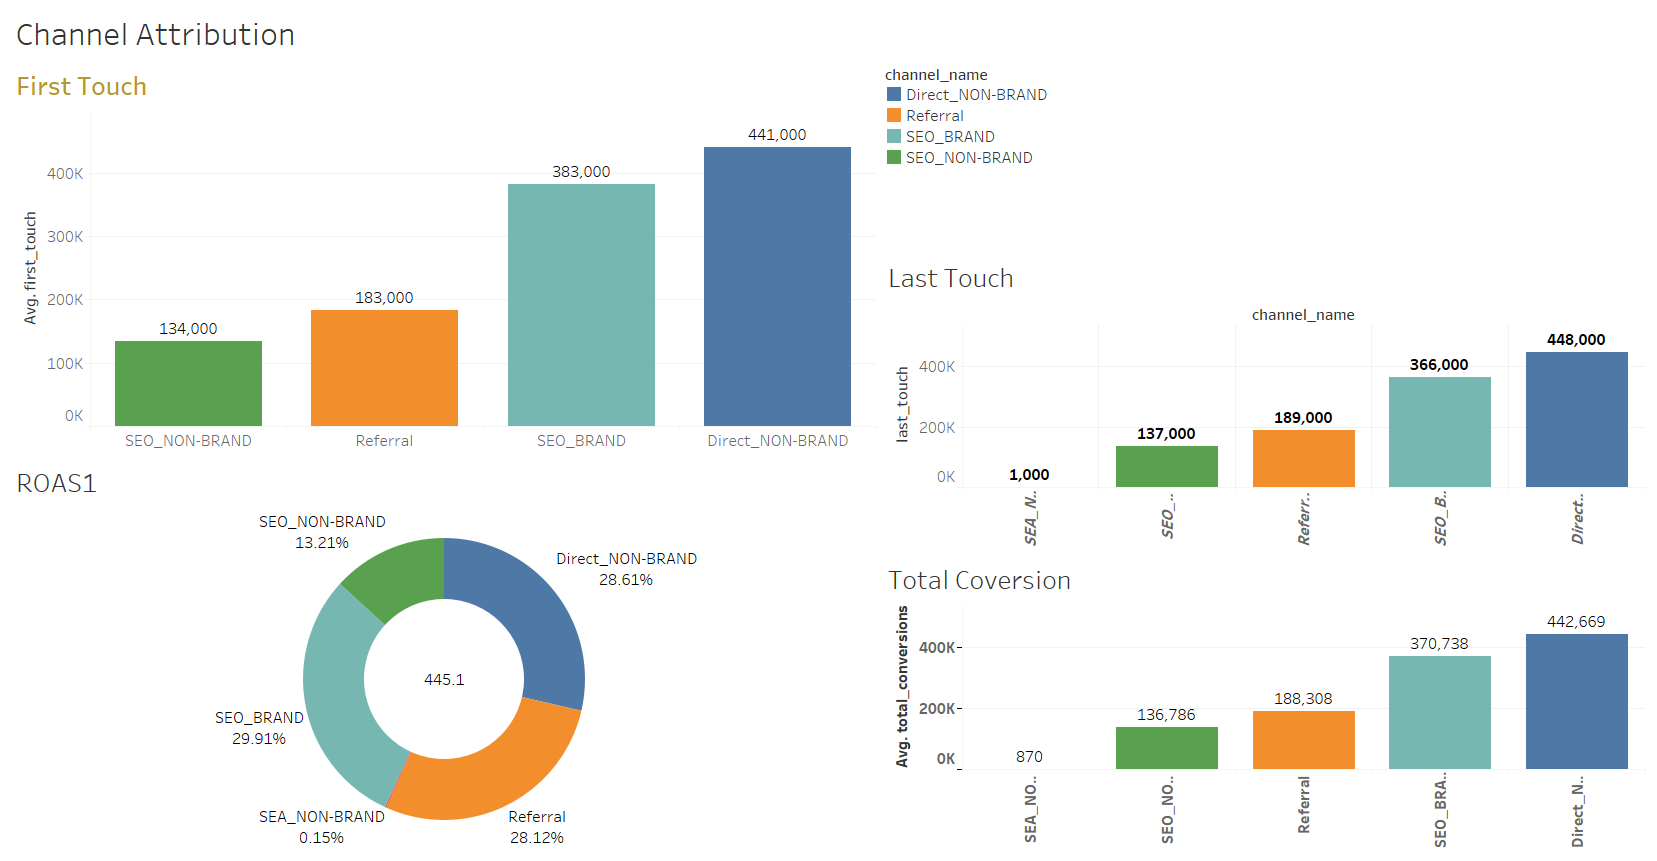 Channel Attribution
First Touch
441,000
383,000
183,000
134,000
400K
300K
200K
100K
0K
Avg. first_touch
SEO_NON-BRAND
Referral
SEO_BRAND
Direct_NON-BRAND
channel_name
Direct_NON-BRAND
Referral
SEO_BRAND
SEO_NON-BRAND
Last Touch
channel_name
448,000
366,000
189,000
137,000
1,000
400K
200K
0K
last_touch
SEA_N..
SEO_..
Referr..
SEO_B..
Direct..
ROAS1
SEO_NON-BRAND
13.21%
Direct_NON-BRAND
28.61%
445.1
SEO_BRAND
29.91%
SEA_NON-BRAND
0.15%
Referral
28.12%
Total Coversion
442,669
370,738
188,308
136,786
870
400K
200K
0K
Avg. total_conversions
SEA_NO..
SEO_NO..
Referral
SEO_BRA..
Direct_N..